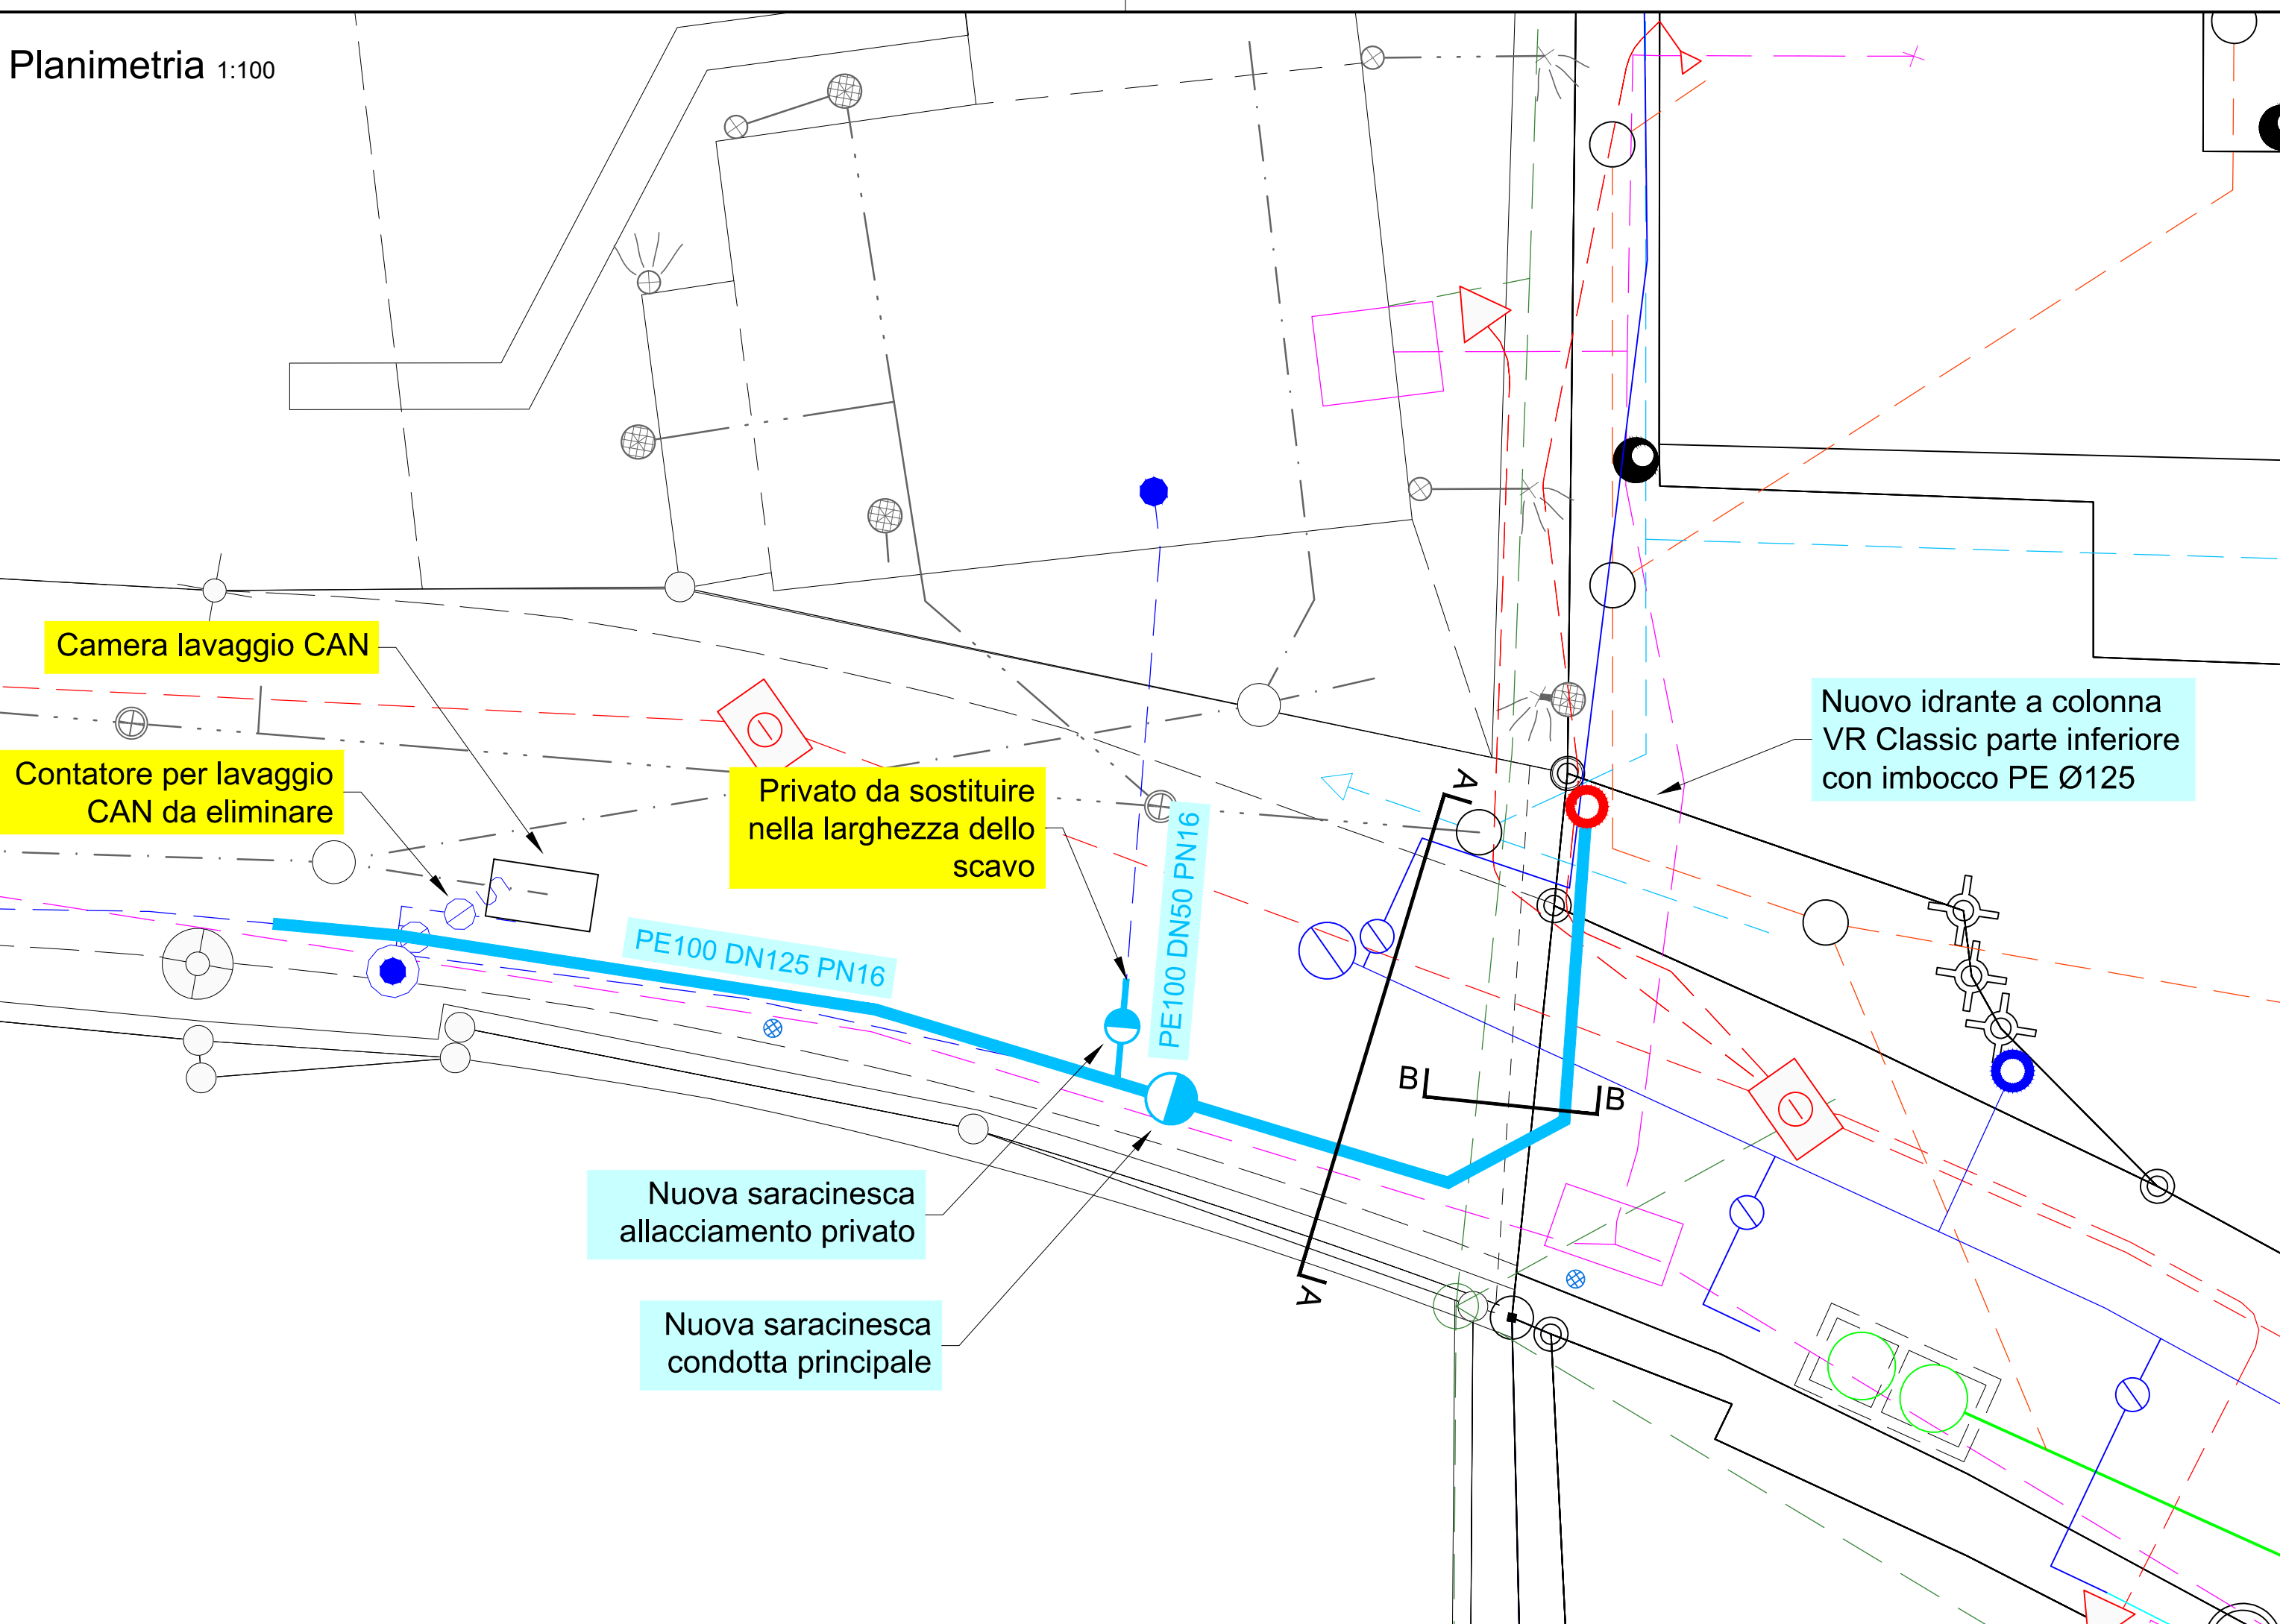 Planimetria 1:100
Camera lavaggio CAN
Contatore per lavaggio
CAN da eliminare
Privato da sostituire
nella larghezza dello
scavo
Nuovo idrante a colonna
VR Classic parte inferiore
con imbocco PE Ø125
PE100 DN125 PN16
PE100 DN50 PN16
A
B
B
A
Nuova saracinesca
allacciamento privato
Nuova saracinesca
condotta principale